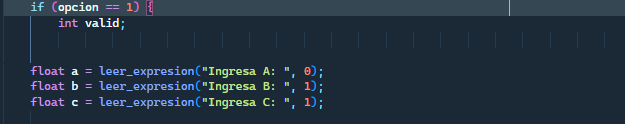 if (opcion == 1) {
int valid;
float a = leer_expresion("Ingresa A: ", 0);
float b = leer_expresion("Ingresa B: ", 1);
float c = leer_expresion("Ingresa C: ", 1);